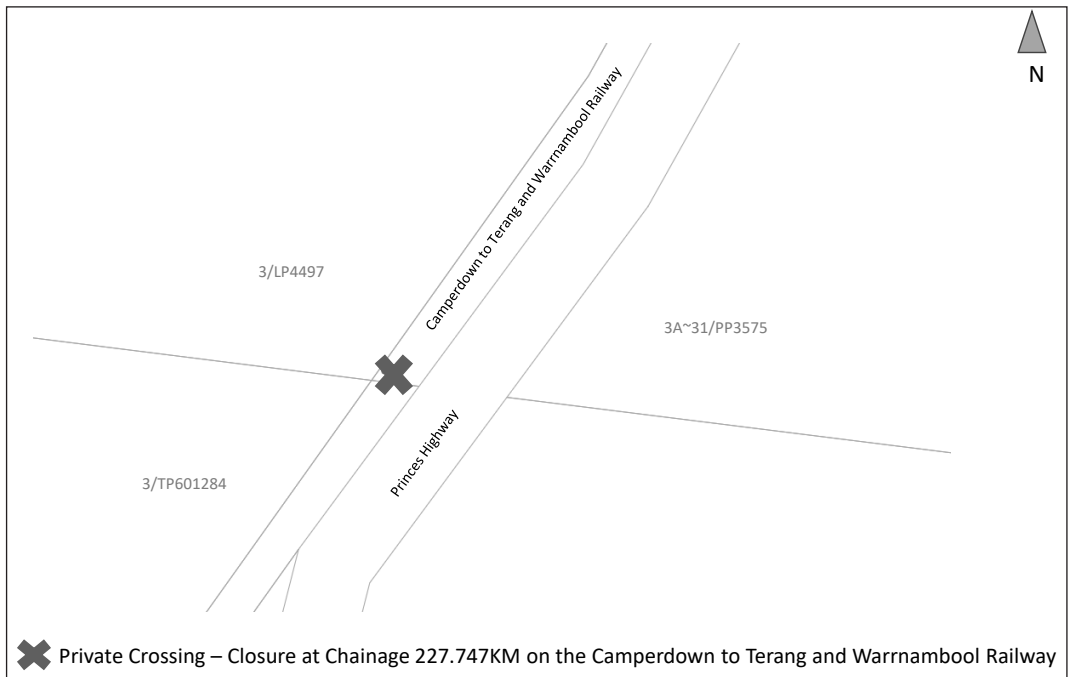 N
Camperdown to Terang and Warrnambool Railway
3/LP4497
3A~31/PP3575
Princes Highway
3/TP601284
Private Crossing – Closure at Chainage 227.747KM on the Camperdown to Terang and Warrnambool Railway